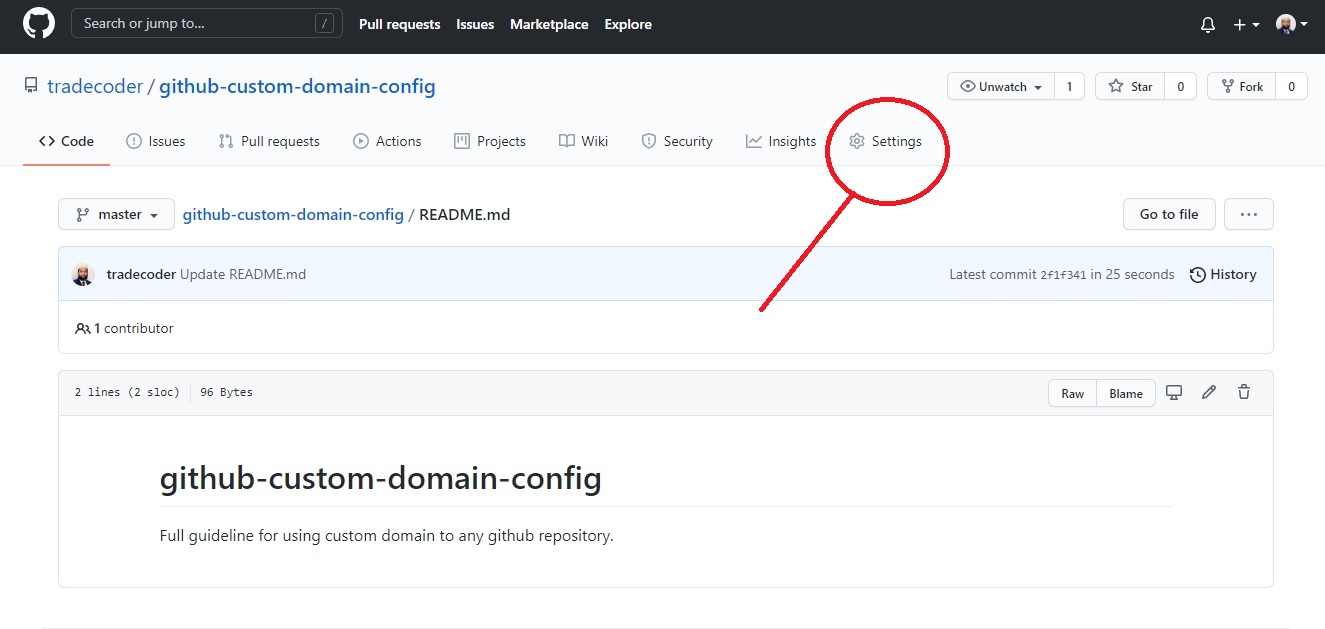 Search or jump to... / Pull requests Issues Marketplace Explore
tradecoder / github-custom-domain-config Unwatch 1 Star 0 Fork 0
Code Issues Pull requests Actions Projects Wiki Security Insights Settings
master github-custom-domain-config / README.md Go to file ...
tradecoder Update README.md Latest commit 2f1f341 in 25 seconds History
1 contributor
2 lines (2 sloc) 96 Bytes Raw Blame
github-custom-domain-config
Full guideline for using custom domain to any github repository.